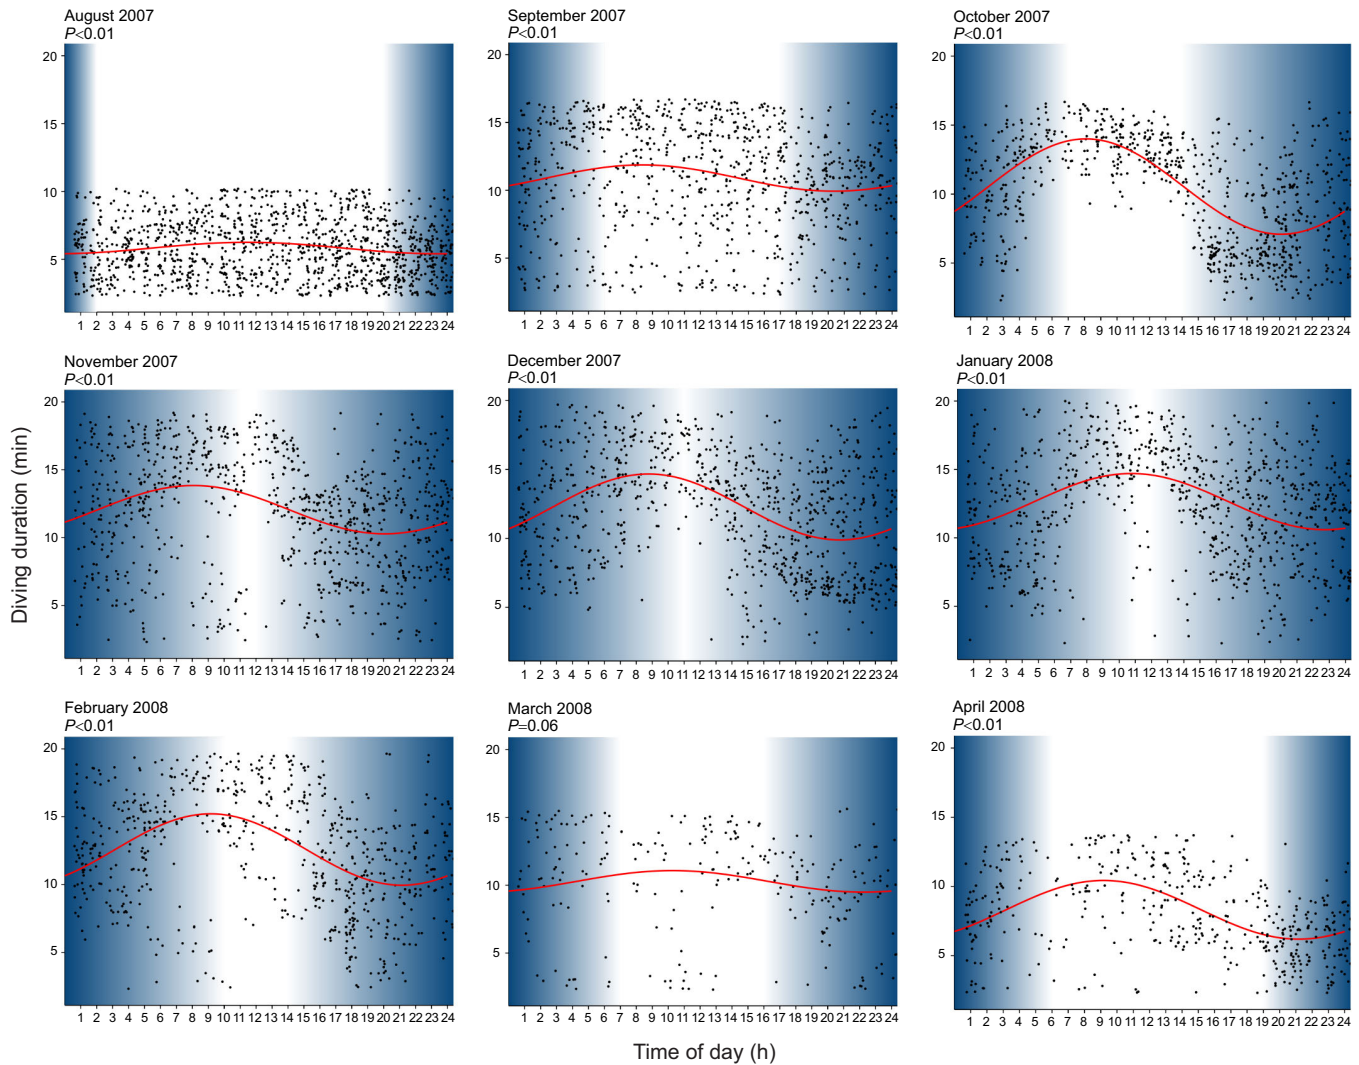 August 2007
P<0.01
September 2007
P<0.01
October 2007
P<0.01
20
15
10
5
1 2 3 4 5 6 7 8 9 10 11 12 13 14 15 16 17 18 19 20 21 22 23 24
20
15
10
5
1 2 3 4 5 6 7 8 9 10 11 12 13 14 15 16 17 18 19 20 21 22 23 24
20
15
10
5
1 2 3 4 5 6 7 8 9 10 11 12 13 14 15 16 17 18 19 20 21 22 23 24
November 2007
P<0.01
December 2007
P<0.01
January 2008
P<0.01
Diving duration (min)
20
15
10
5
1 2 3 4 5 6 7 8 9 10 11 12 13 14 15 16 17 18 19 20 21 22 23 24
20
15
10
5
1 2 3 4 5 6 7 8 9 10 11 12 13 14 15 16 17 18 19 20 21 22 23 24
20
15
10
5
1 2 3 4 5 6 7 8 9 10 11 12 13 14 15 16 17 18 19 20 21 22 23 24
February 2008
P<0.01
March 2008
P=0.06
April 2008
P<0.01
20
15
10
5
1 2 3 4 5 6 7 8 9 10 11 12 13 14 15 16 17 18 19 20 21 22 23 24
20
15
10
5
1 2 3 4 5 6 7 8 9 10 11 12 13 14 15 16 17 18 19 20 21 22 23 24
20
15
10
5
1 2 3 4 5 6 7 8 9 10 11 12 13 14 15 16 17 18 19 20 21 22 23 24
Time of day (h)